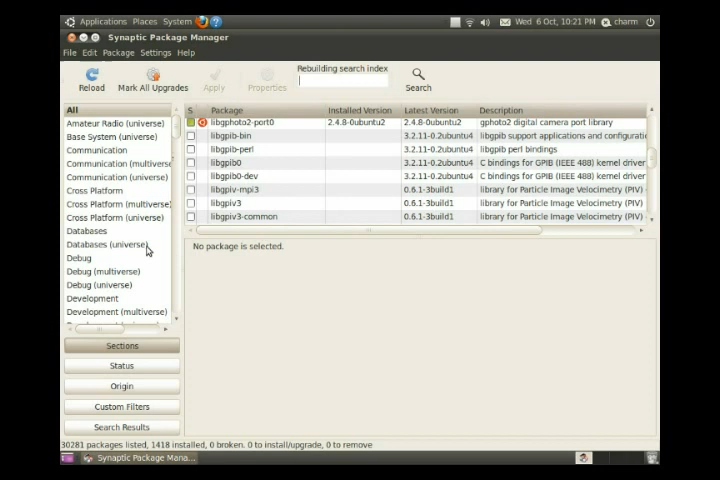 Applications Places System
Wed 6 Oct, 10:21 PM charm
Synaptic Package Manager
File Edit Package Settings Help
Reload
Mark All Upgrades
Apply
Properties
Rebuilding search index
Search
All
Amateur Radio (universe)
Base System (universe)
Communication
Communication (multiverse
Communication (universe)
Cross Platform
Cross Platform (multiverse
Cross Platform (universe)
Databases
Databases (universe)
Debug
Debug (multiverse)
Debug (universe)
Development
Development (multiverse)
Sections
Status
Origin
Custom Filters
Search Results
S Package Installed Version Latest Version Description
libgphoto2-port0 2.4.8-0ubuntu2 2.4.8-0ubuntu2 gphoto2 digital camera port library
libgpib-bin 3.2.11-0.2ubuntu4 libgpib support applications and configuratio
libgpib-perl 3.2.11-0.2ubuntu4 libgpib perl bindings
libgpib0 3.2.11-0.2ubuntu4 C bindings for GPIB (IEEE 488) kernel driver
libgpib0-dev 3.2.11-0.2ubuntu4 C bindings for GPIB (IEEE 488) kernel driver
libgpiv-mpi3 0.6.1-3build1 library for Particle Image Velocimetry (PIV)
libgpiv3 0.6.1-3build1 library for Particle Image Velocimetry (PIV)
libgpiv3-common 0.6.1-3build1 library for Particle Image Velocimetry (PIV)
No package is selected.
30281 packages listed, 1418 installed, 0 broken. 0 to install/upgrade, 0 to remove
Synaptic Package Mana...